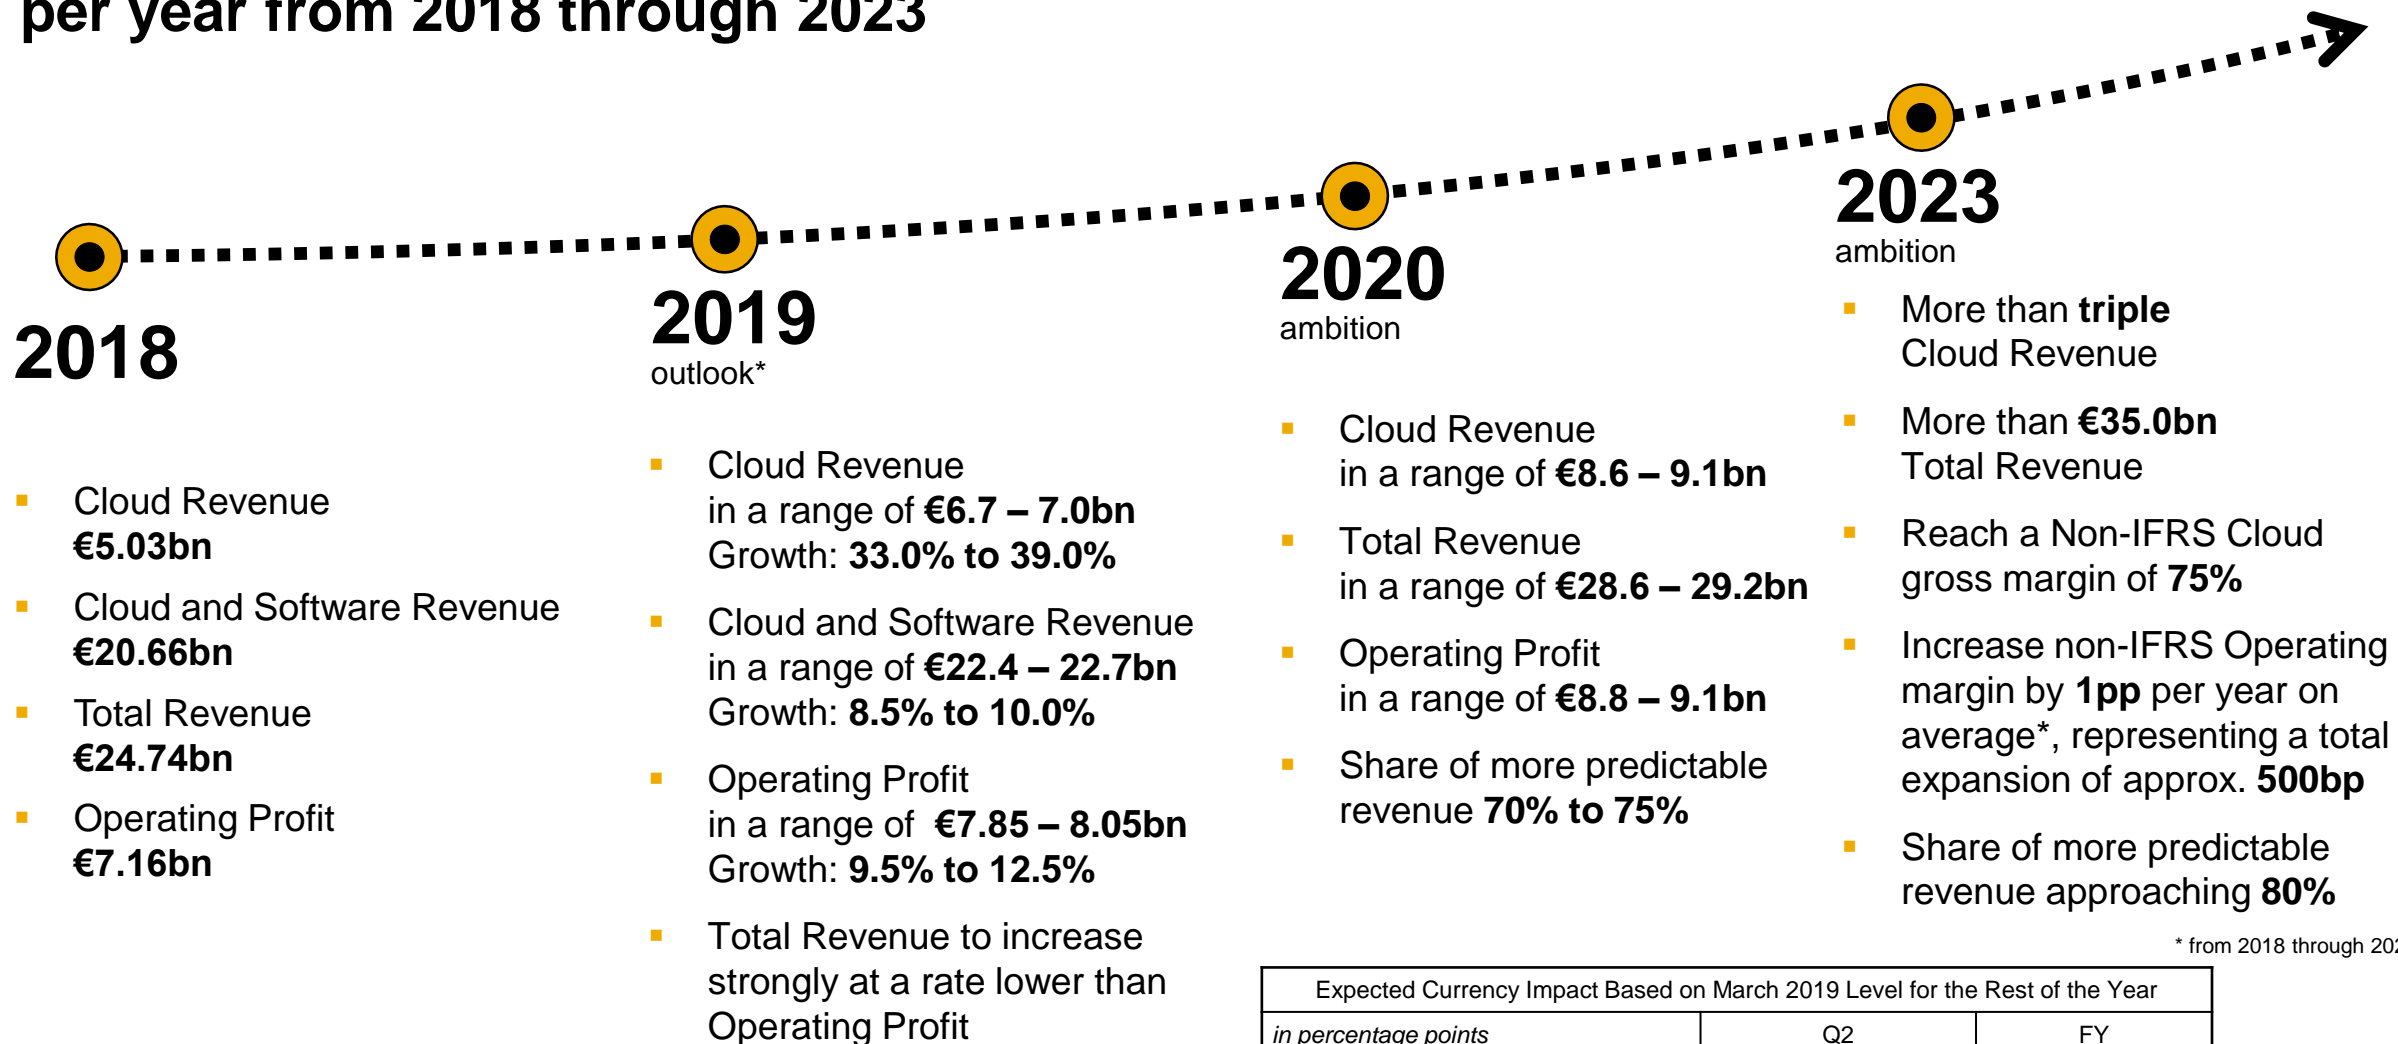 per year from 2018 through 2023
2018
▪ Cloud Revenue
€5.03bn
▪ Cloud and Software Revenue
€20.66bn
▪ Total Revenue
€24.74bn
▪ Operating Profit
€7.16bn
2019
outlook*
▪ Cloud Revenue
in a range of €6.7 – 7.0bn
Growth: 33.0% to 39.0%
▪ Cloud and Software Revenue
in a range of €22.4 – 22.7bn
Growth: 8.5% to 10.0%
▪ Operating Profit
in a range of €7.85 – 8.05bn
Growth: 9.5% to 12.5%
▪ Total Revenue to increase
strongly at a rate lower than
Operating Profit
2020
ambition
▪ Cloud Revenue
in a range of €8.6 – 9.1bn
▪ Total Revenue
in a range of €28.6 – 29.2bn
▪ Operating Profit
in a range of €8.8 – 9.1bn
▪ Share of more predictable
revenue 70% to 75%
2023
ambition
▪ More than triple
Cloud Revenue
▪ More than €35.0bn
Total Revenue
▪ Reach a Non-IFRS Cloud
gross margin of 75%
▪ Increase non-IFRS Operating
margin by 1pp per year on
average*, representing a total
expansion of approx. 500bp
▪ Share of more predictable
revenue approaching 80%
* from 2018 through
Expected Currency Impact Based on March 2019 Level for the Rest of the Year
in percentage points Q2 FY